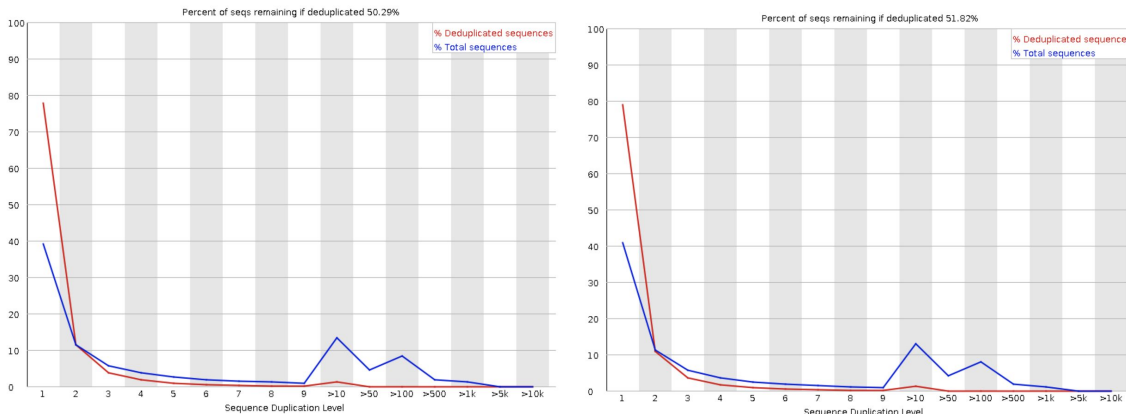 Percent of seqs remaining if deduplicated 50.29%
% Deduplicated sequences
% Total sequences
100
90
80
70
60
50
40
30
20
10
0
1 2 3 4 5 6 7 8 9 >10 >50 >100 >500 >1k >5k >10k
Sequence Duplication Level
Percent of seqs remaining if deduplicated 51.82%
% Deduplicated sequence
% Total sequences
100
90
80
70
60
50
40
30
20
10
0
1 2 3 4 5 6 7 8 9 >10 >50 >100 >500 >1k >5k >10k
Sequence Duplication Level